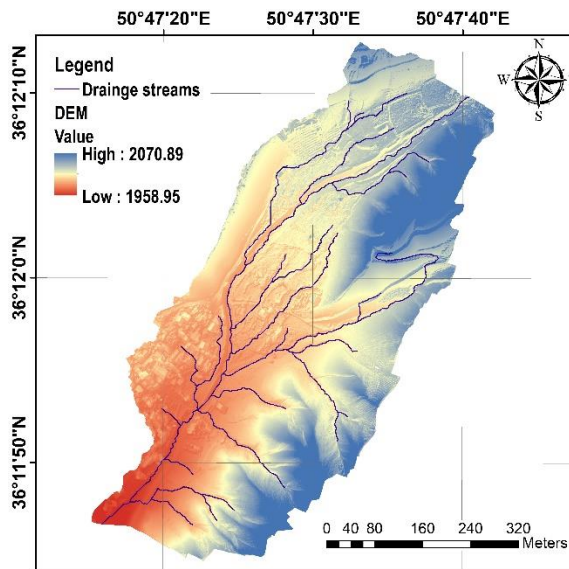 50°47'20"
50°47'30"
50°47'40"
36°12'10"N
36°12'0"N
36°11'50"N
Legend
Drainge streams
DEM
Value
High : 2070.89
Low : 1958.95
N
W
E
S
0 40 80 160 240 320
Meters